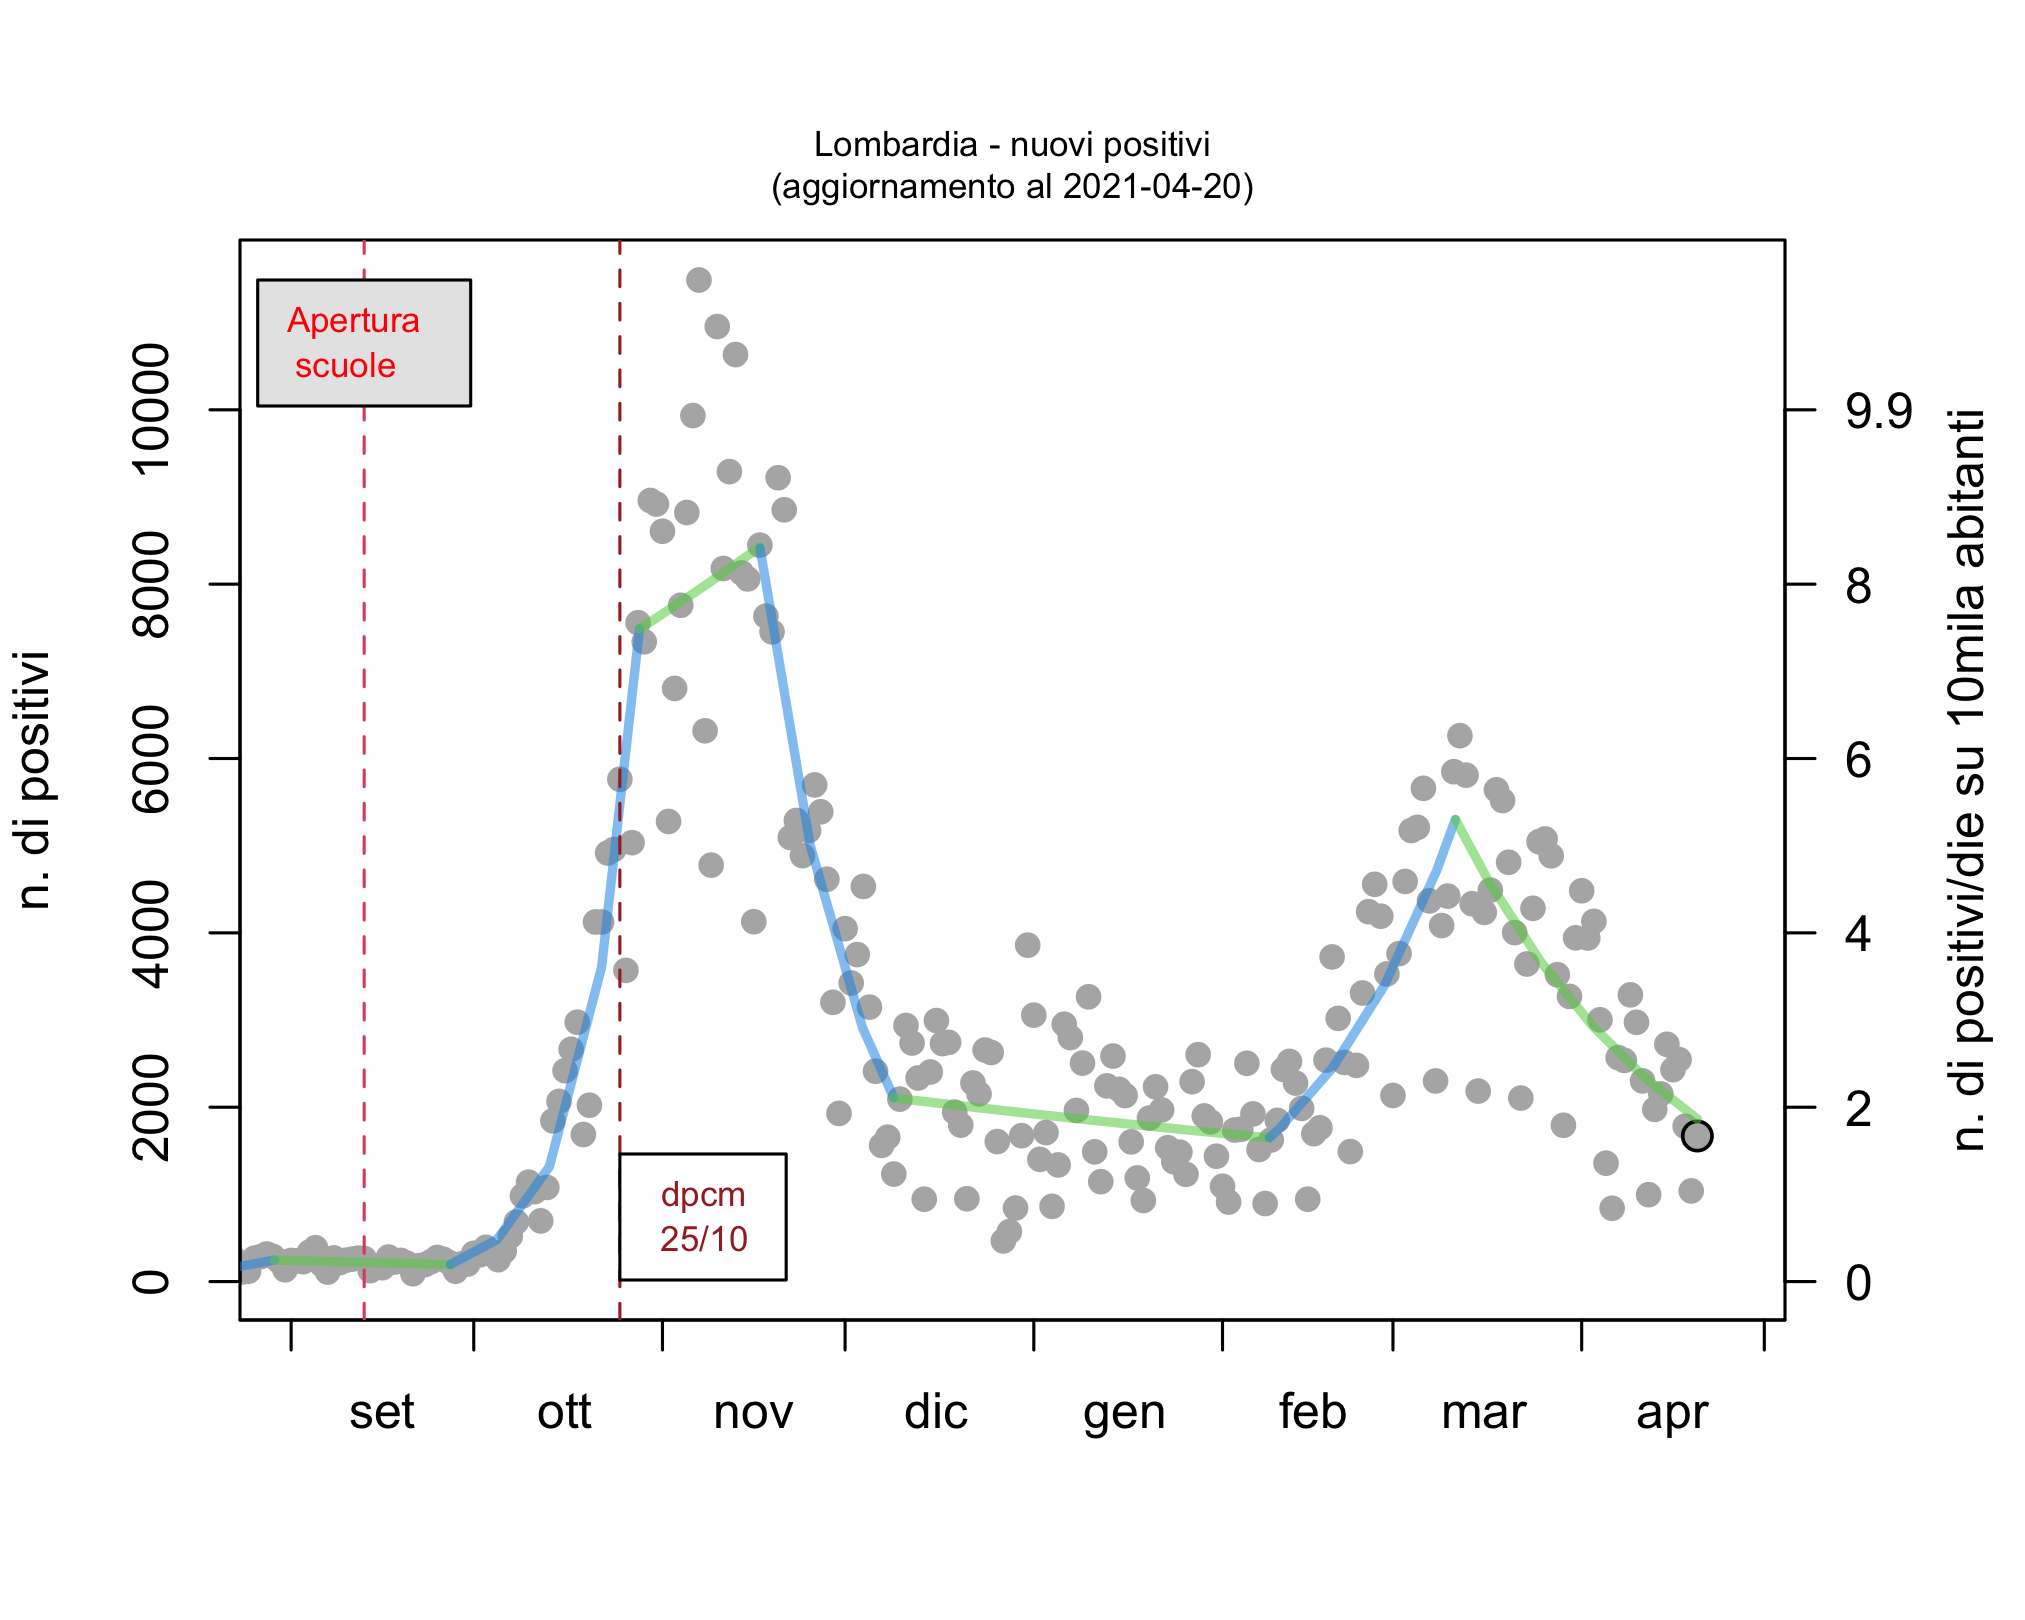 Lombardia - nuovi positivi
(aggiornamento al 2021-04-20)
Apertura
scuole
dpcm
25/10
n. di positivi
0
2000
4000
6000
8000
10000
0
2
4
6
8
9.9
n. di positivi/die su 10mila abitanti
set ott nov dic gen feb mar apr